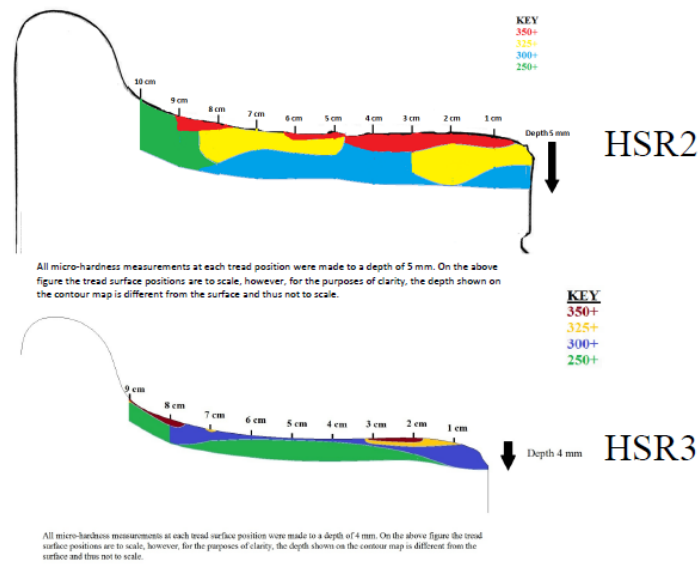 KEY
350+
325+
300+
250+
10 cm
9 cm
8 cm
7 cm
6 cm
5 cm
4 cm
3 cm
2 cm
1 cm
Depth 5 mm
HSR2
All micro-hardness measurements at each tread position were made to a depth of 5 mm. On the above
figure the tread surface positions are to scale, however, for the purposes of clarity, the depth shown on
the contour map is different from the surface and thus not to scale.
KEY
350+
325+
300+
250+
9 cm
8 cm
7 cm
6 cm
5 cm
4 cm
3 cm
2 cm
1 cm
Depth 4 mm
HSR3
All micro-hardness measurements at each tread surface position were made to a depth of 4 mm. On the above figure the tread
surface positions are to scale, however, for the purposes of clarity, the depth shown on the contour map is different from the
surface and thus not to scale.